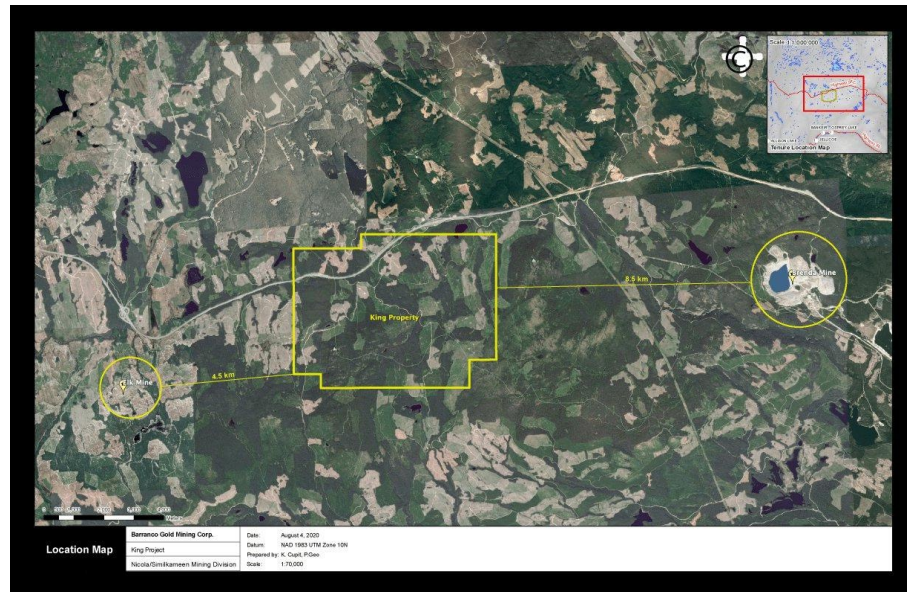 Scale: 1:1,000,000
Tenure Location Map
8.5 km
Brenda Mine
King Property
4.5 km
Elk Mine
Meters
Location Map
Barranco Gold Mining Corp.
King Project
Nicola/Similkameen Mining Division
Date: August 4, 2020
Datum: NAD 1983 UTM Zone 10N
Prepared by: K. Cupit, P.Geo
Scale: 1:70,000